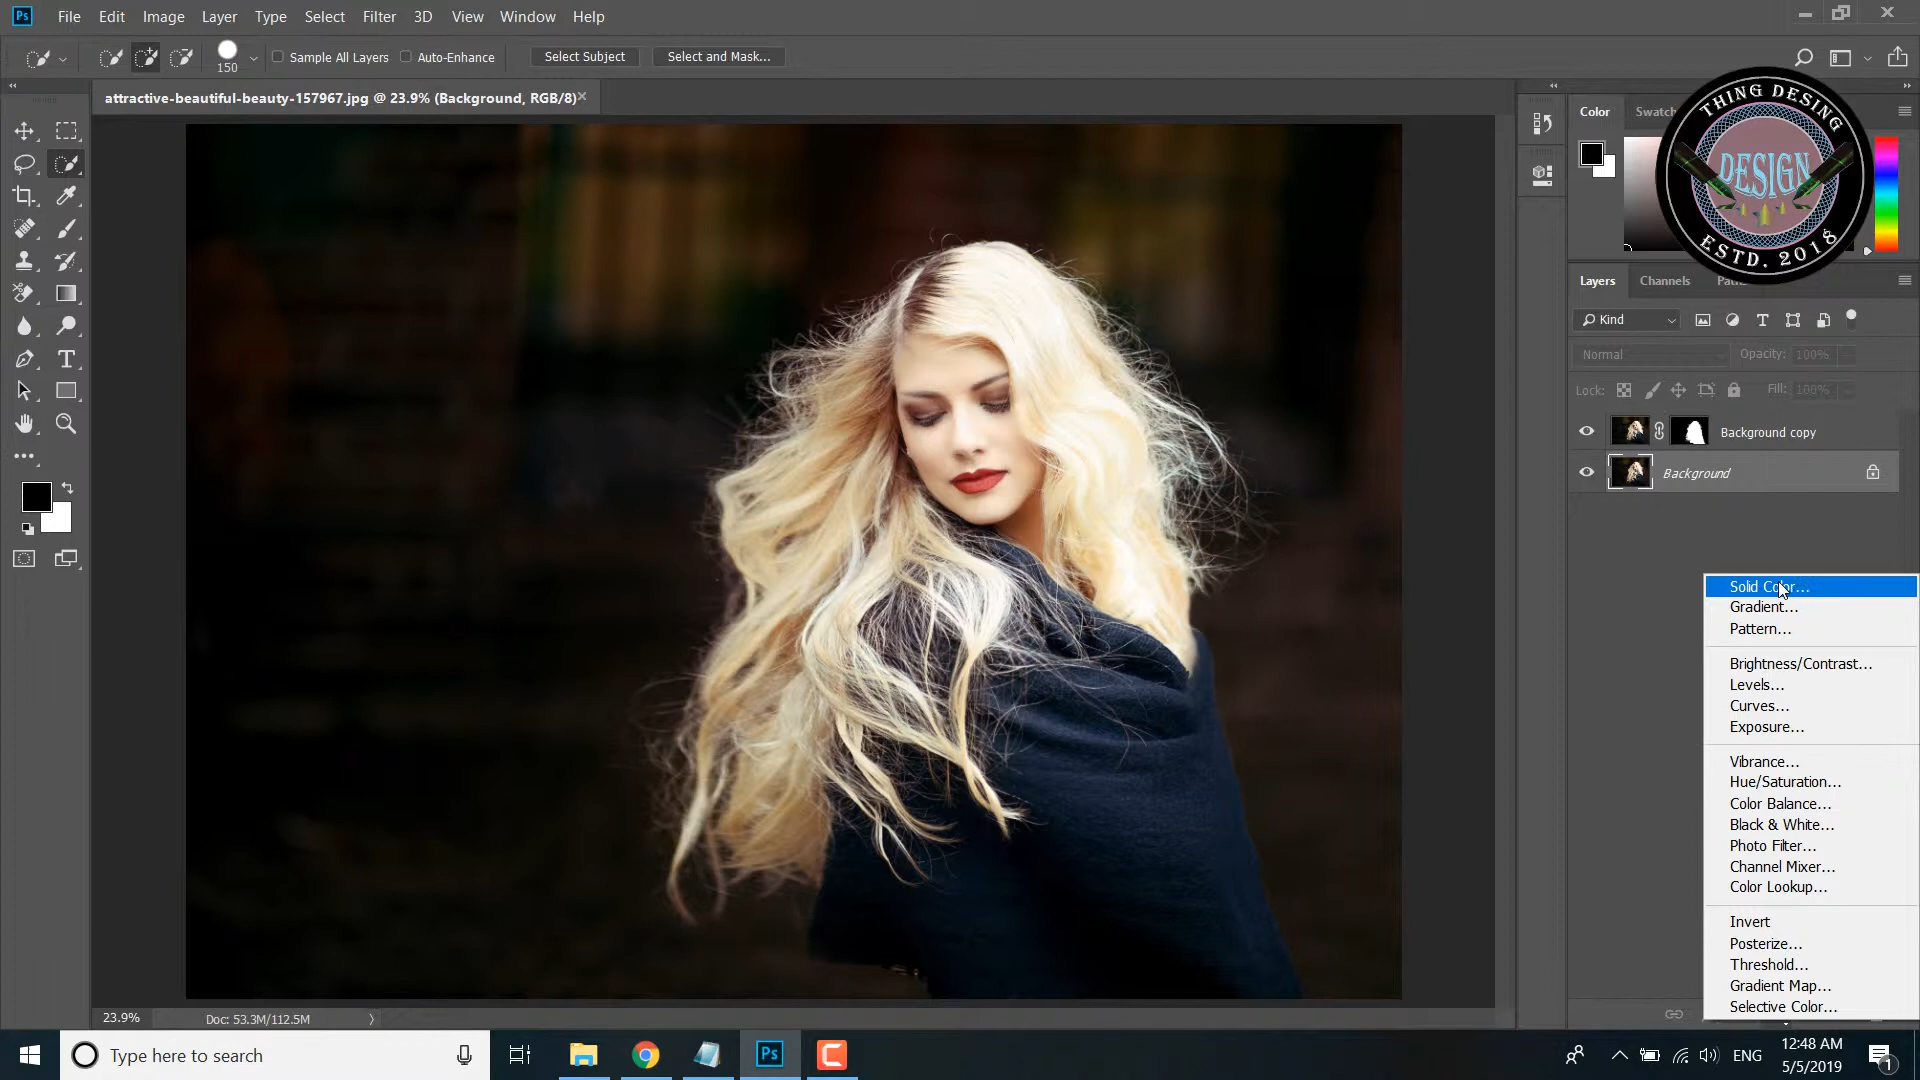 Ps File Edit Image Layer Type Select Filter 3D View Window Help
150 Sample All Layers Auto-Enhance Select Subject Select and Mask...
attractive-beautiful-beauty-157967.jpg @ 23.9% (Background, RGB/8)
Color
THING DESING
DESIGN
ESTD. 2018
Layers Channels
Kind
Normal Opacity: 100%
Lock: Fill: 100%
Background copy
Background
Solid Color...
Gradient...
Pattern...
Brightness/Contrast...
Levels...
Curves...
Exposure...
Vibrance...
Hue/Saturation...
Color Balance...
Black & White...
Photo Filter...
Channel Mixer...
Color Lookup...
Invert
Posterize...
Threshold...
Gradient Map...
Selective Color...
23.9% Doc: 53.3M/112.5M
Type here to search
Ps
ENG
12:48 AM
5/5/2019
1